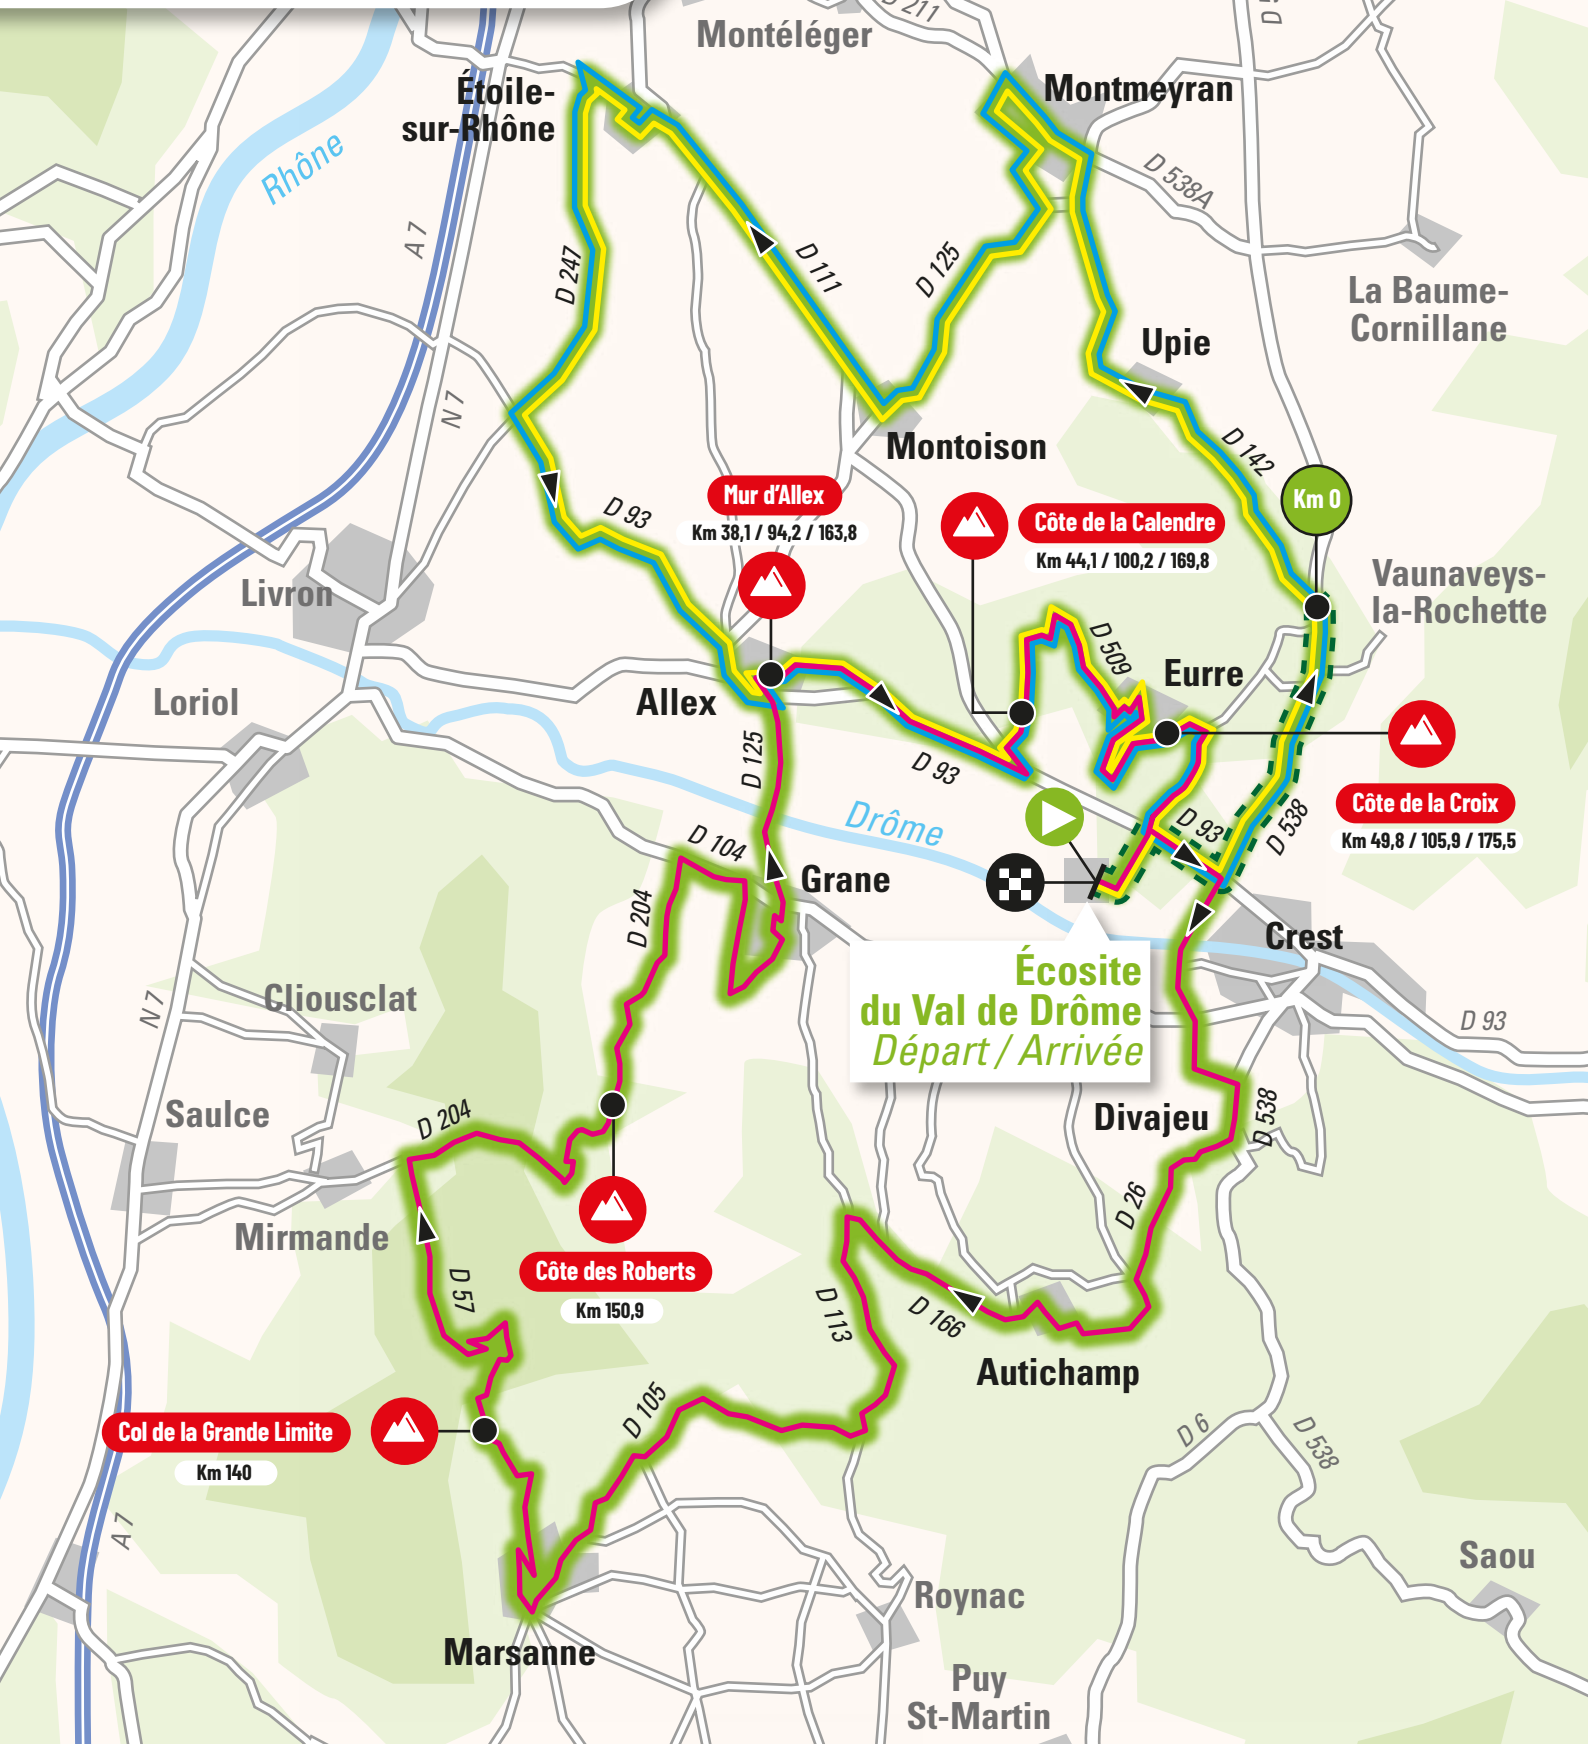 D 211
D 5
Montéléger
Montmeyran
Étoile-
sur-Rhône
Rhône
A 7
D 538A
D 247
D 111
D 125
La Baume-
Cornillane
Upie
N 7
Montoison
D 142
Mur d'Allex
Km 38,1 / 94,2 / 163,8
D 93
Côte de la Calendre
Km 44,1 / 100,2 / 169,8
Km 0
Vaunaveys-
la-Rochette
Livron
D 509
Eurre
Loriol
Allex
D 125
D 93
Côte de la Croix
Km 49,8 / 105,9 / 175,5
Drôme
D 93
D 538
D 104
Grane
D 204
Crest
Écosite
du Val de Drôme
Départ / Arrivée
Cliousclat
N 7
D 93
Saulce
D 204
Divajeu
D 538
Mirmande
D 26
Côte des Roberts
Km 150,9
D 57
D 113
D 166
Autichamp
D 105
Col de la Grande Limite
Km 140
D 6
D 538
A 7
Saou
Roynac
Marsanne
Puy
St-Martin